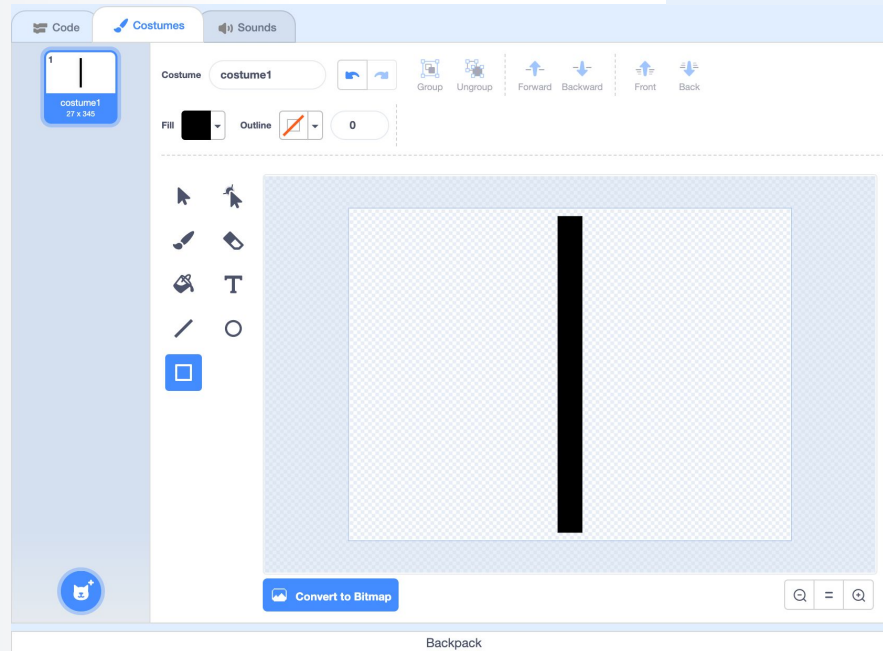 Code
Costumes
Sounds
1
costume1
27 x 345
Costume
costume1
Group
Ungroup
Forward
Backward
Front
Back
Fill
Outline
0
T
Convert to Bitmap
=
Backpack